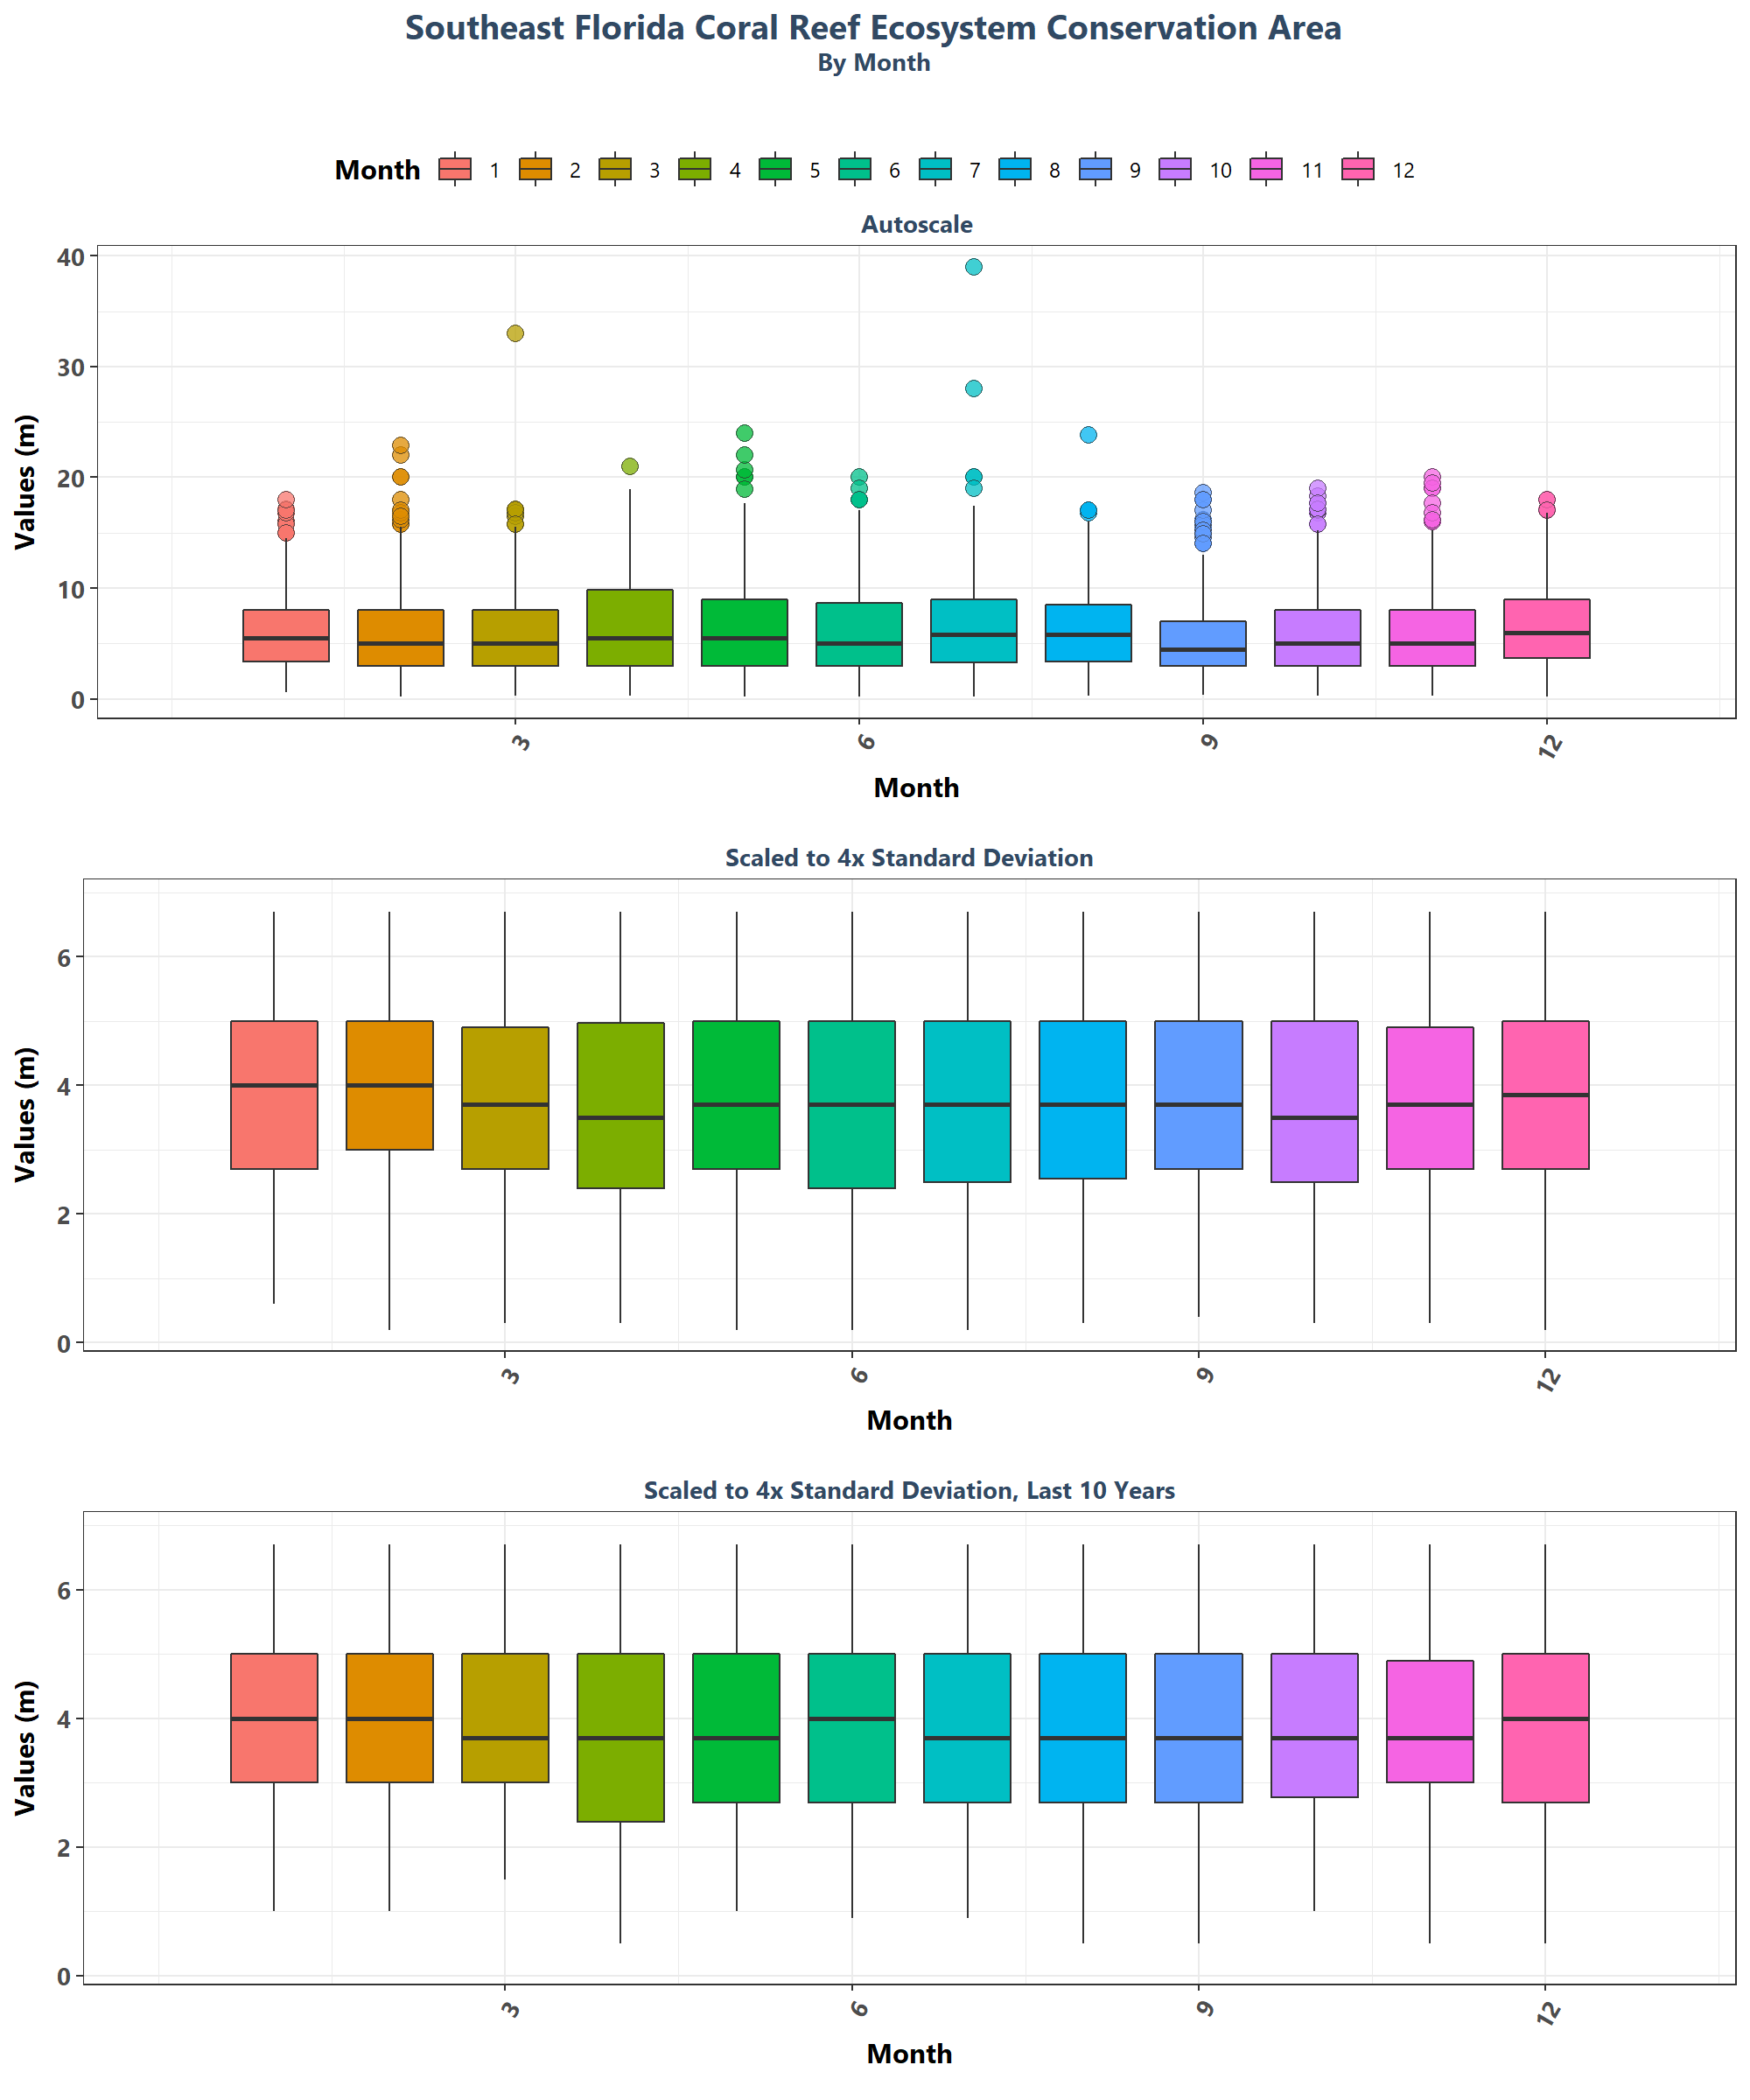 Southeast Florida Coral Reef Ecosystem Conservation Area
By Month
Month 1 2 3 4 5 6 7 8 9 10 11 12
Autoscale
Values (m)
40
30
20
10
0
3 6 9 12
Month
Scaled to 4x Standard Deviation
Values (m)
6
4
2
0
3 6 9 12
Month
Scaled to 4x Standard Deviation, Last 10 Years
Values (m)
6
4
2
0
3 6 9 12
Month